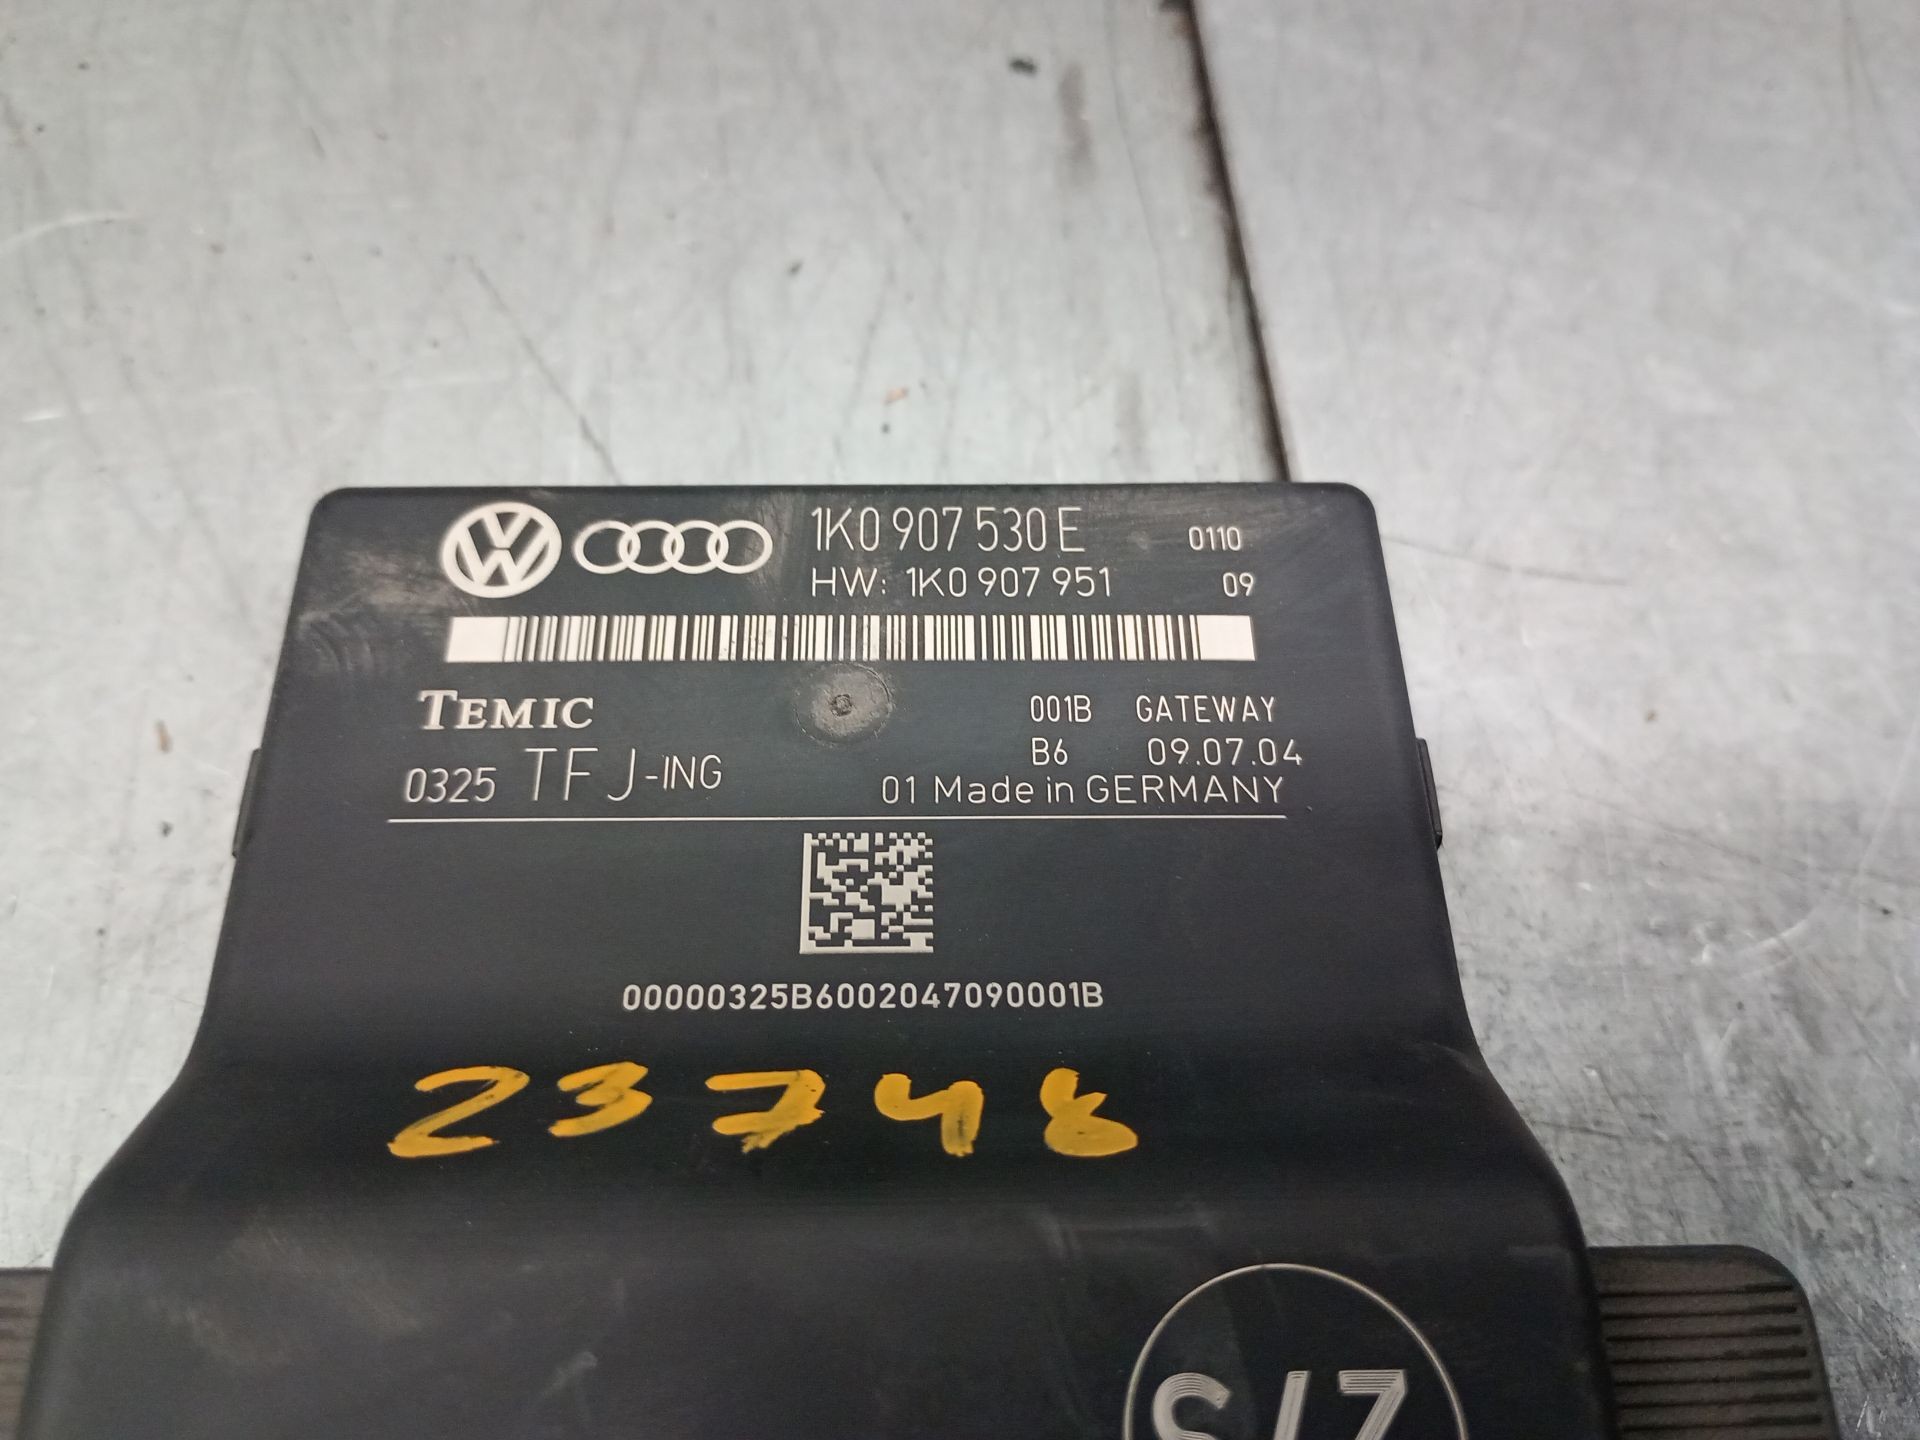 1K0 907 530 E 0110
HW: 1K0 907 951 09
TEMIC 001B GATEWAY
B6 09.07.04
0325 TFJ-ING 01 Made in GERMANY
00000325B6002047090001B
23748